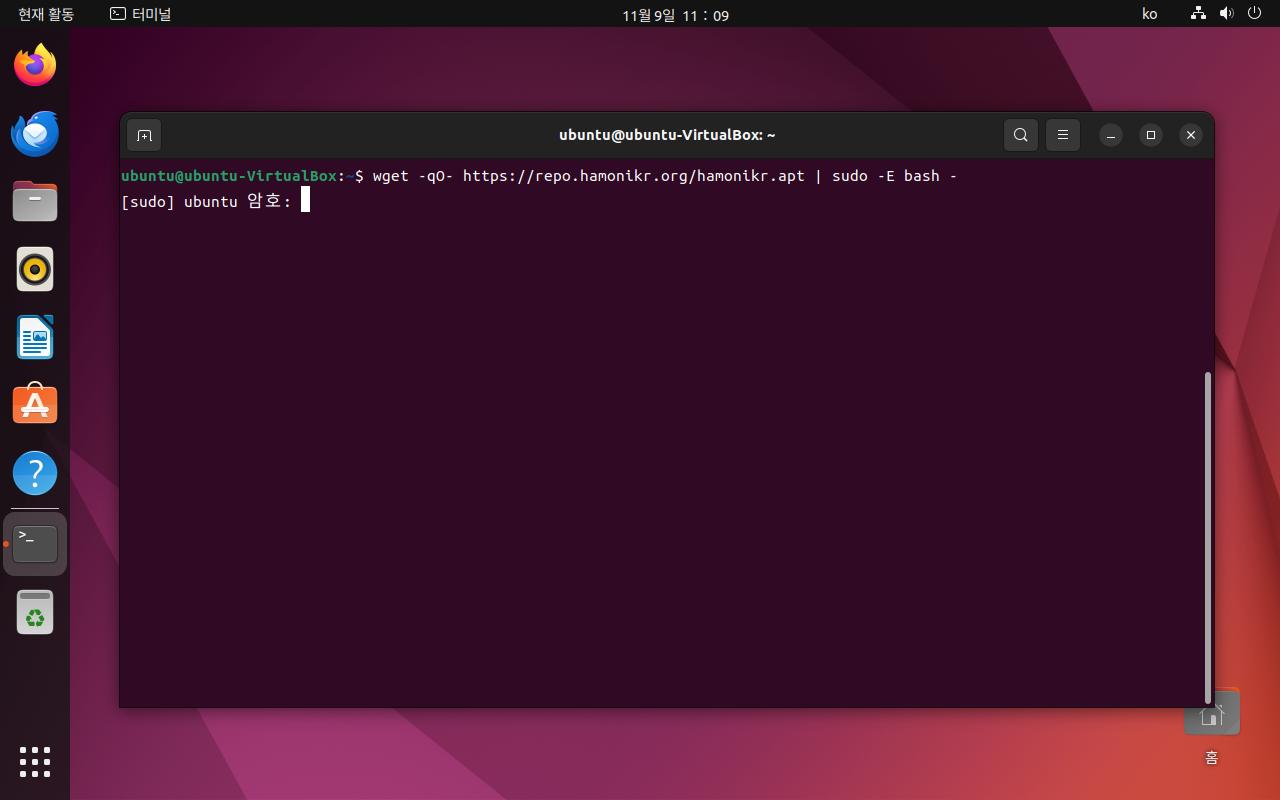 현재 활동
터미널
11월 9일 11 : 09
ko
ubuntu@ubuntu-VirtualBox: ~
ubuntu@ubuntu-VirtualBox:~$ wget -qO- https://repo.hamonikr.org/hamonikr.apt | sudo -E bash -
[sudo] ubuntu 암호:
홈